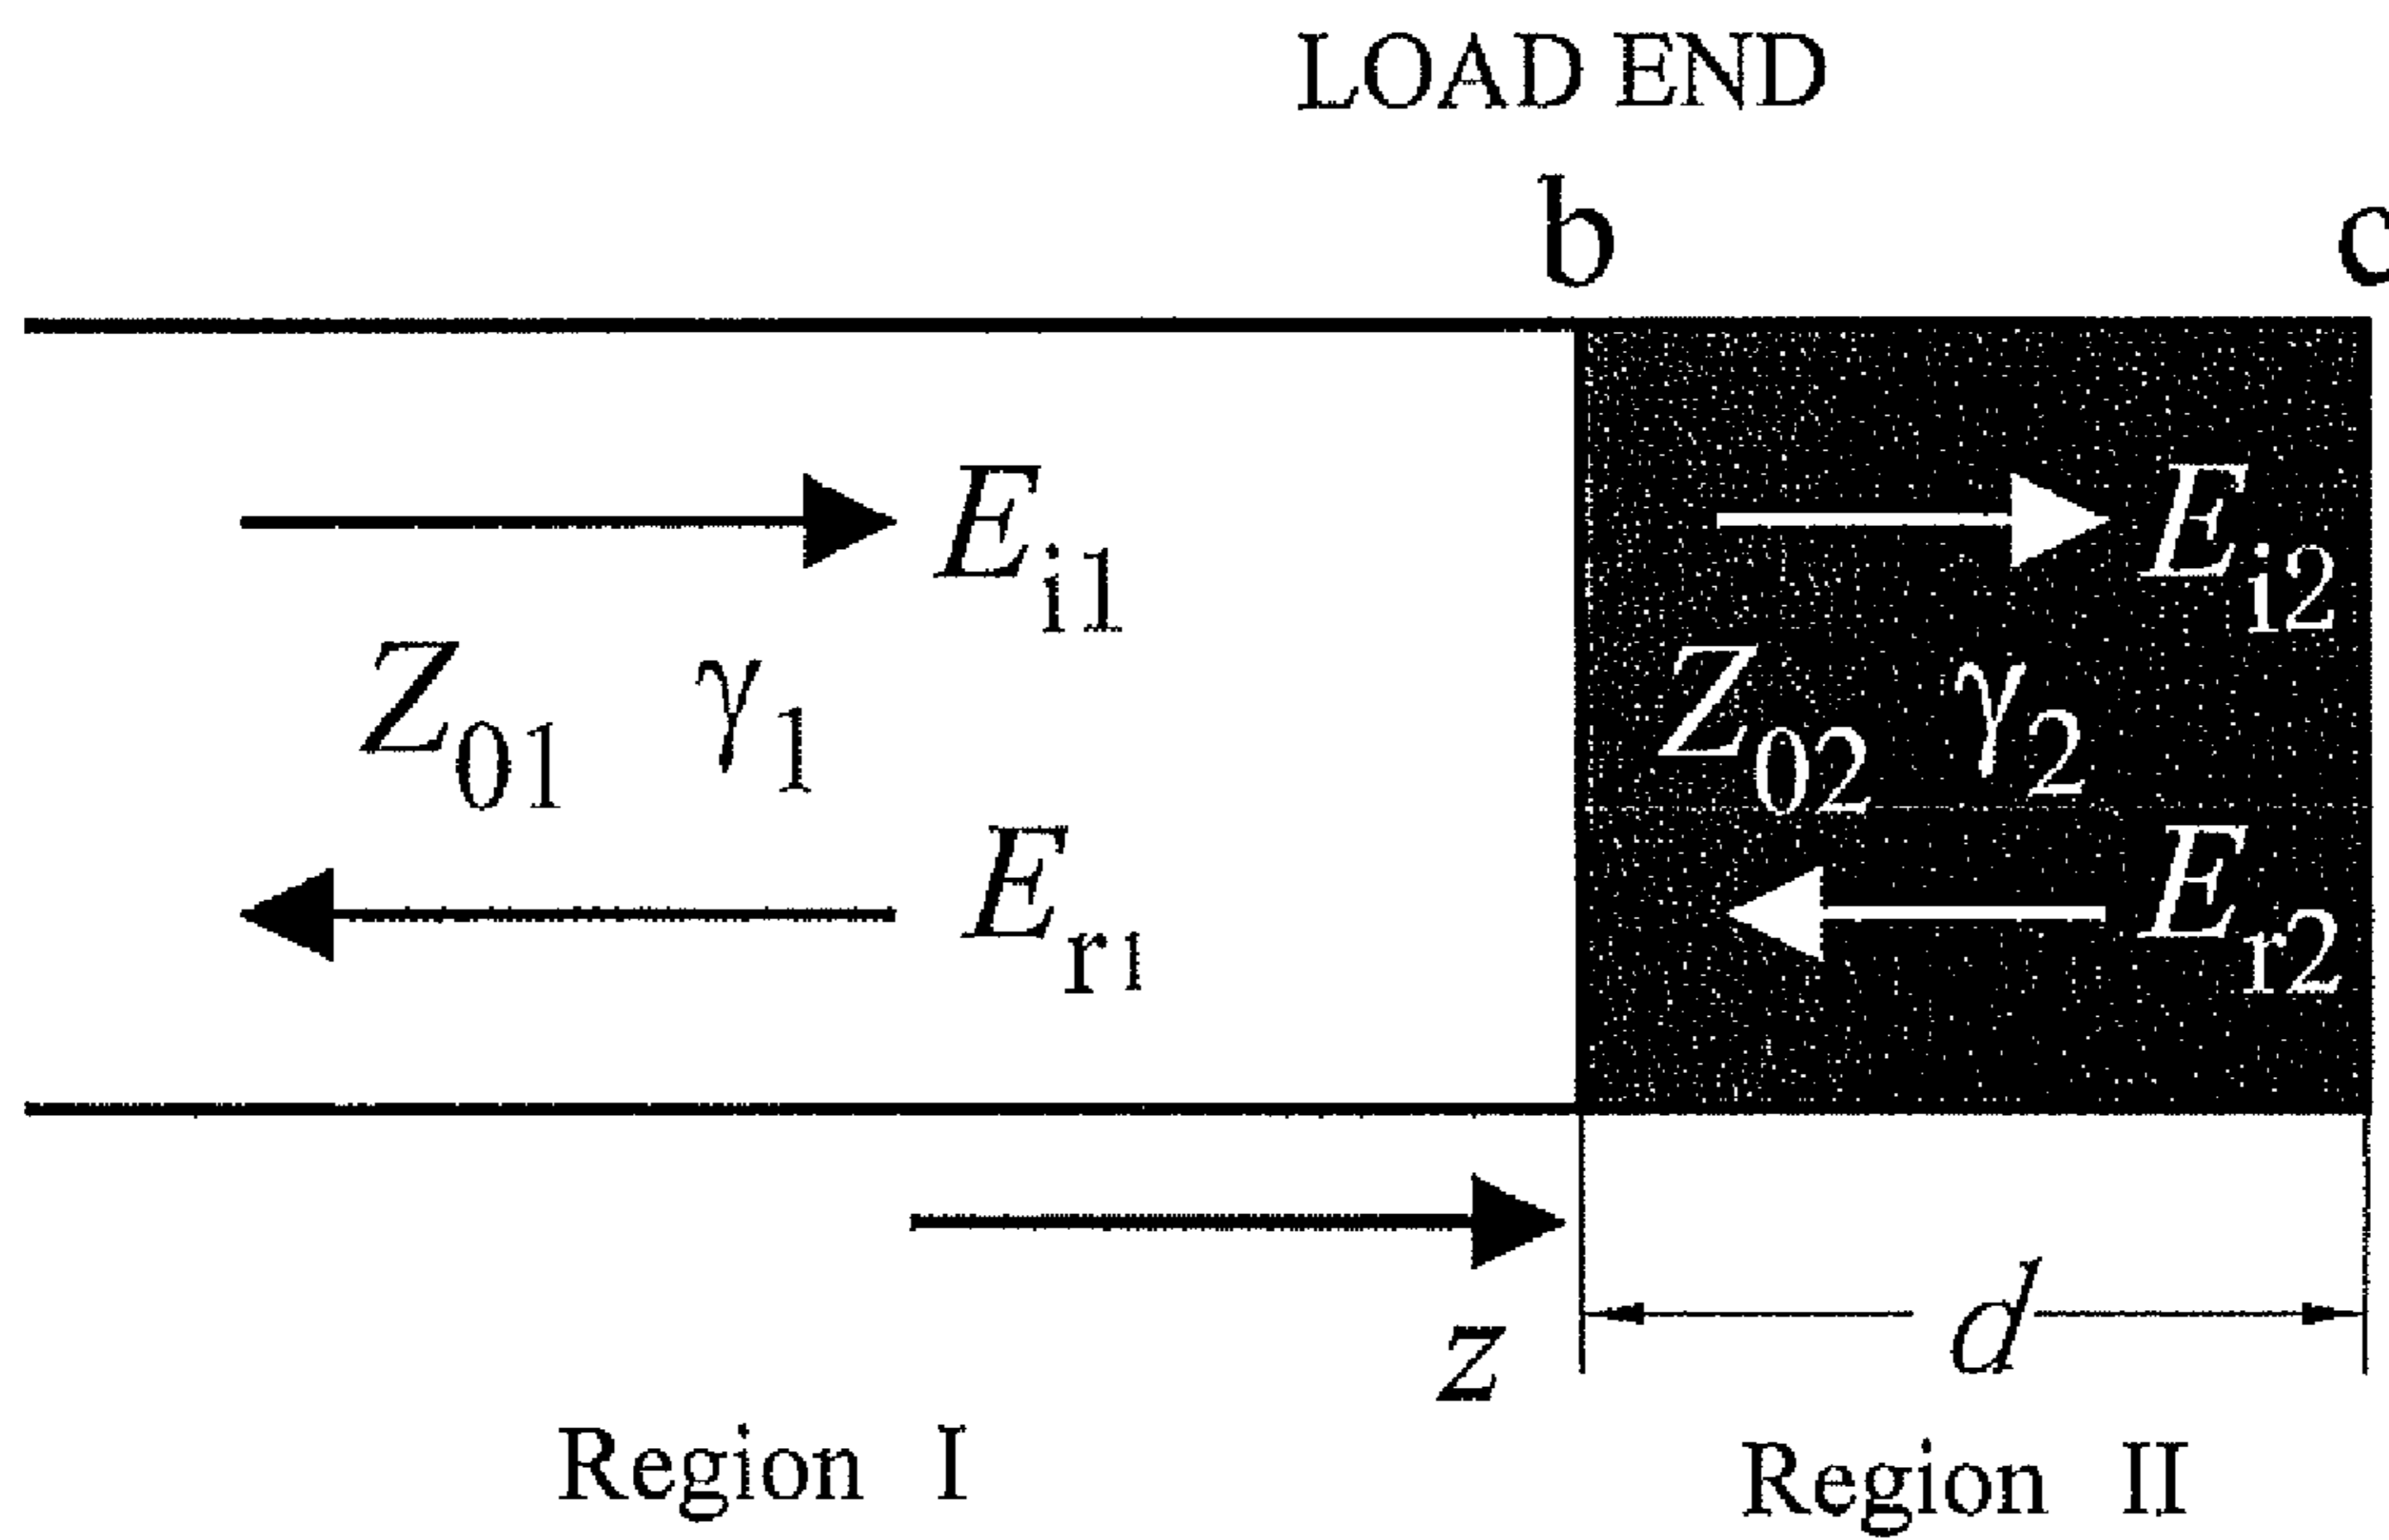 LOAD END
b c
E_i1 E_i2
Z_01 γ_1 Z_02 γ_2
E_r1 E_r2
z d
Region I Region II